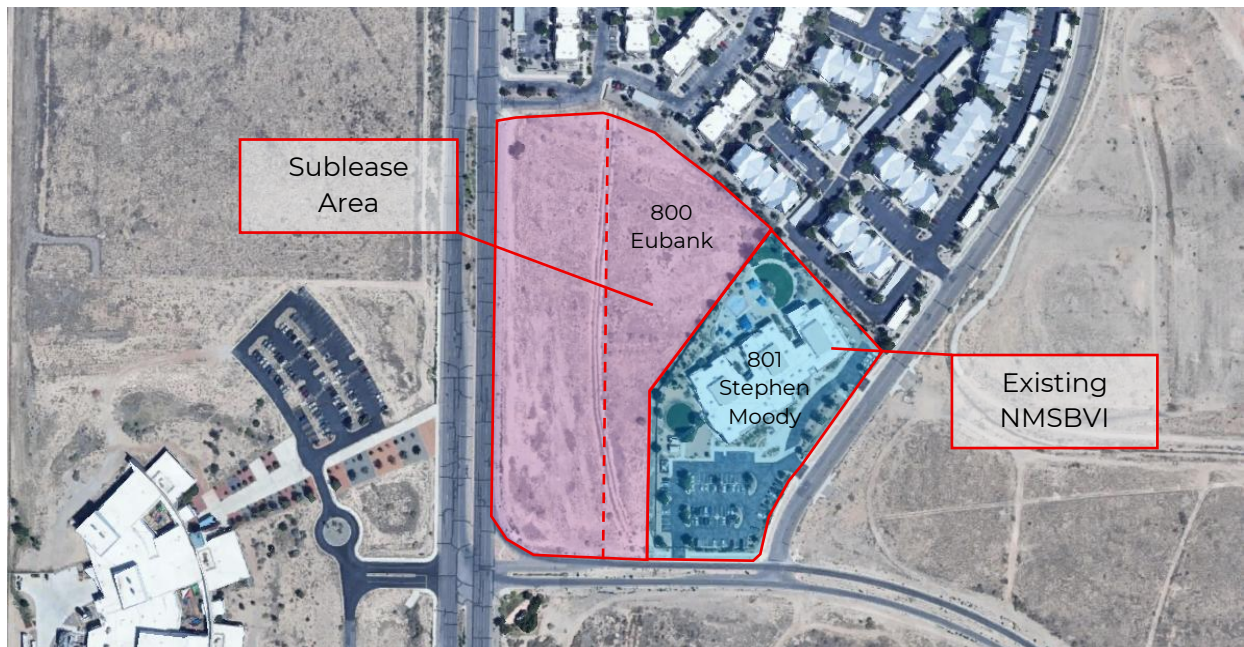 Sublease
Area
800
Eubank
801
Stephen
Moody
Existing
NMSBVI